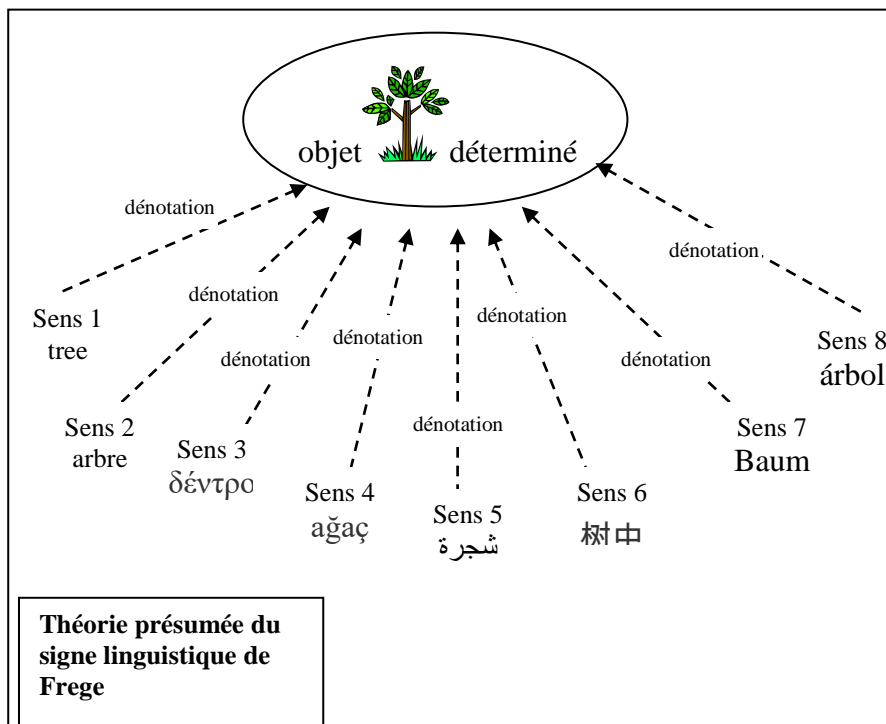 objet déterminé
dénotation
dénotation
dénotation
dénotation
dénotation
dénotation
dénotation
dénotation
Sens 1
tree
Sens 2
arbre
Sens 3
δέντρο
Sens 4
ağaç
Sens 5
شجرة
Sens 6
树中
Sens 7
Baum
Sens 8
árbol
Théorie présumée du
signe linguistique de
Frege